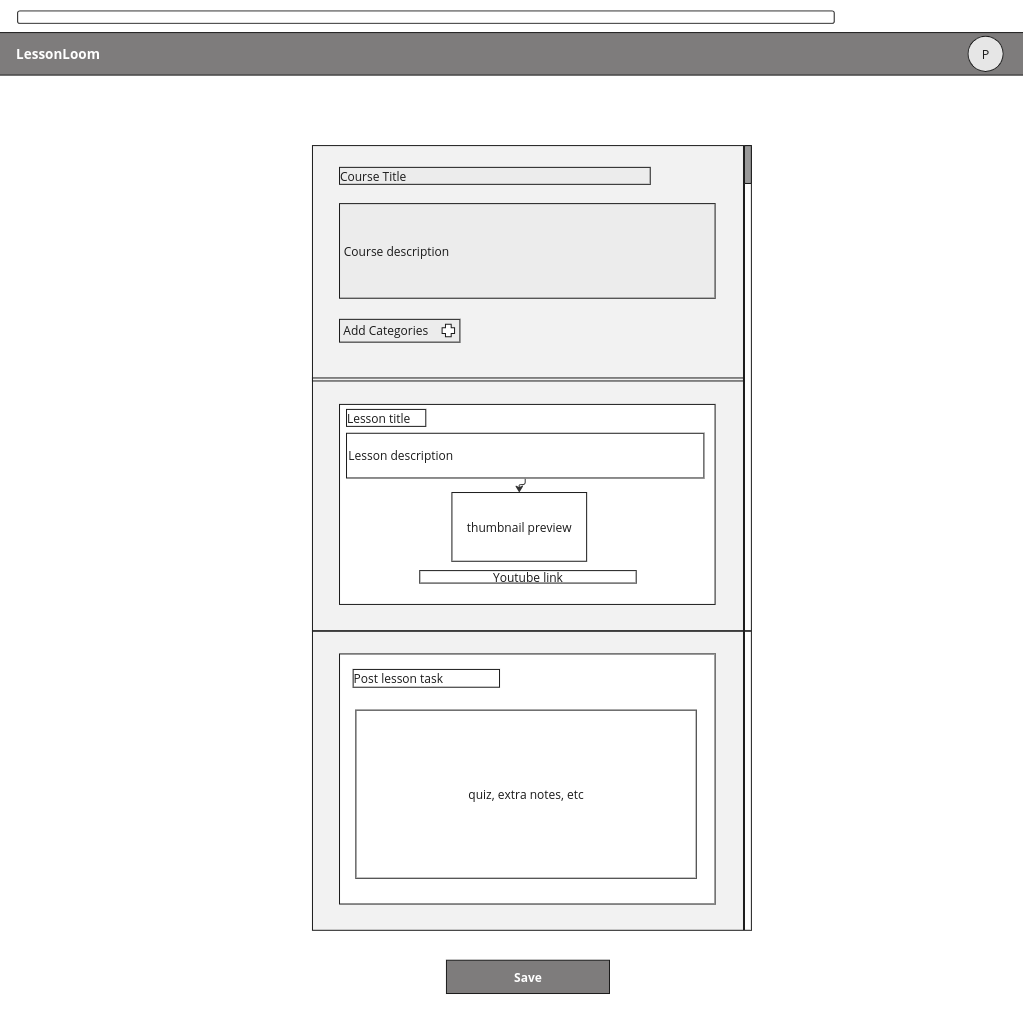 LessonLoom
P
Course Title
Course description
Add Categories
Lesson title
Lesson description
thumbnail preview
Youtube link
Post lesson task
quiz, extra notes, etc
Save